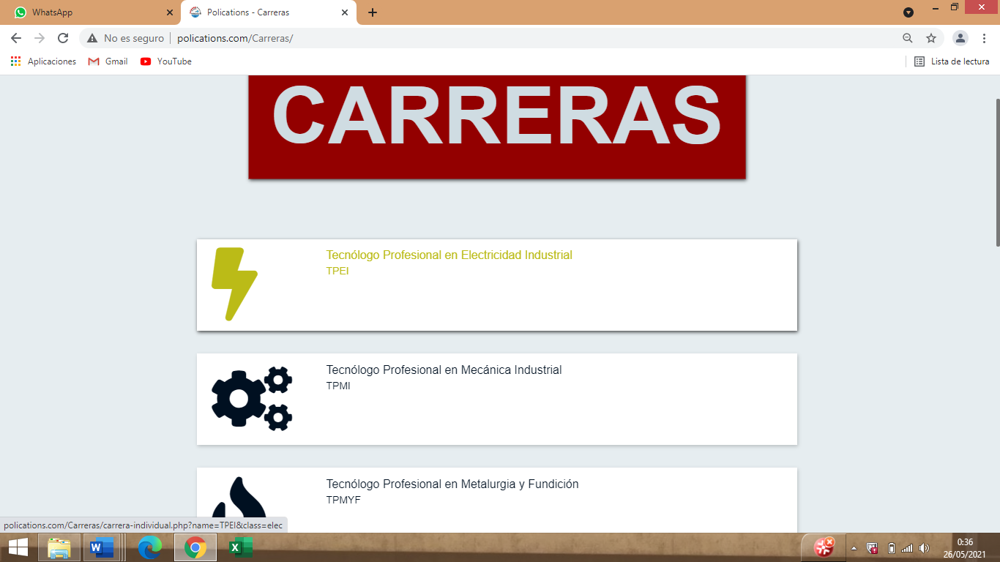 WhatsApp
Polications - Carreras
No es seguro
polications.com/Carreras/
Aplicaciones
Gmail
YouTube
Lista de lectura
CARRERAS
Tecnólogo Profesional en Electricidad Industrial
TPEI
Tecnólogo Profesional en Mecánica Industrial
TPMI
Tecnólogo Profesional en Metalurgia y Fundición
TPMYF
polications.com/Carreras/carrera-individual.php?name=TPEI&class=elec
0:36
26/05/2021